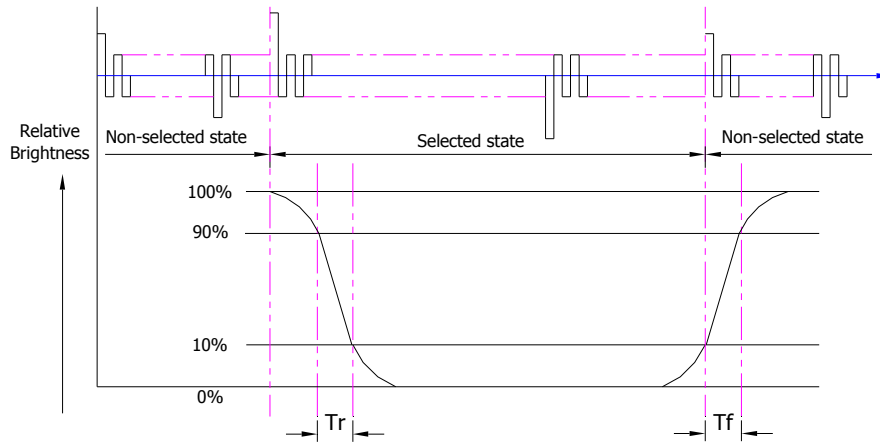 Relative
Brightness
Non-selected state
Selected state
Non-selected state
100%
90%
10%
0%
Tr
Tf